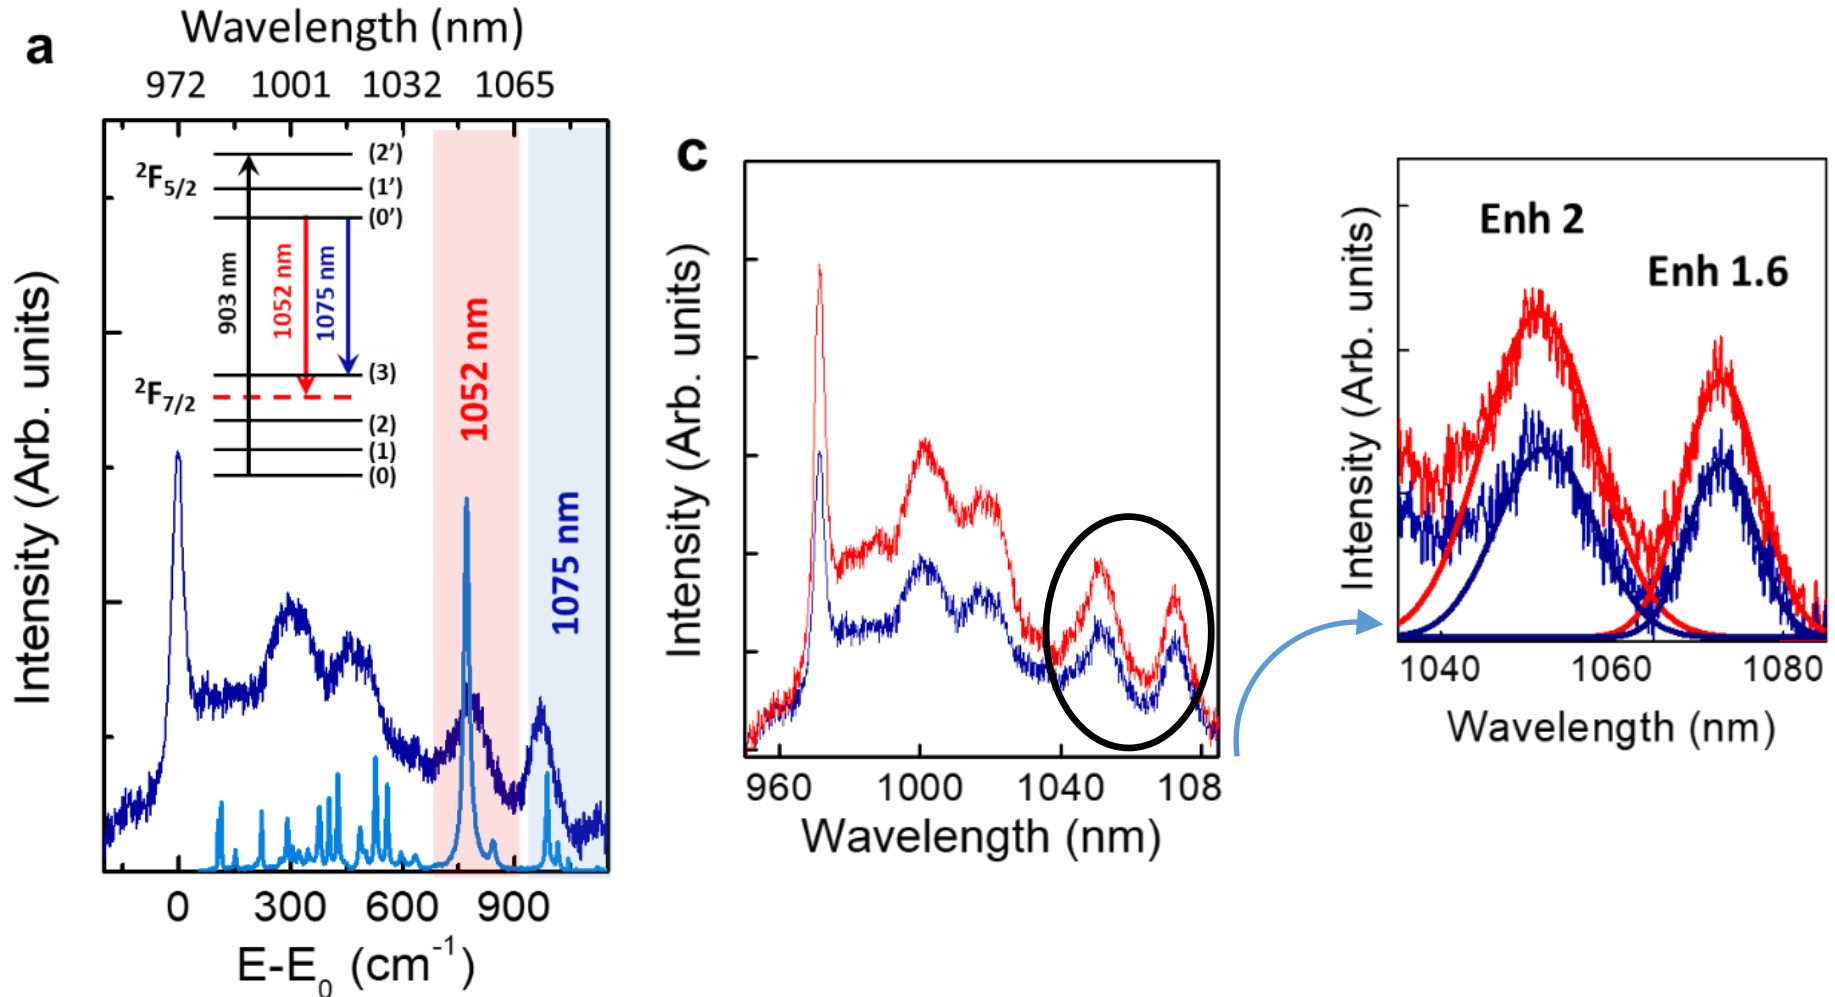 a
Wavelength (nm)
972 1001 1032 1065
Intensity (Arb. units)
²F₅/₂
(2')
(1')
(0')
903 nm
1052 nm
1075 nm
²F₇/₂
(3)
(2)
(1)
(0)
1052 nm
1075 nm
0 300 600 900
E-E₀ (cm⁻¹)
c
Intensity (Arb. units)
960 1000 1040 108
Wavelength (nm)
Intensity (Arb. units)
Enh 2
Enh 1.6
1040 1060 1080
Wavelength (nm)